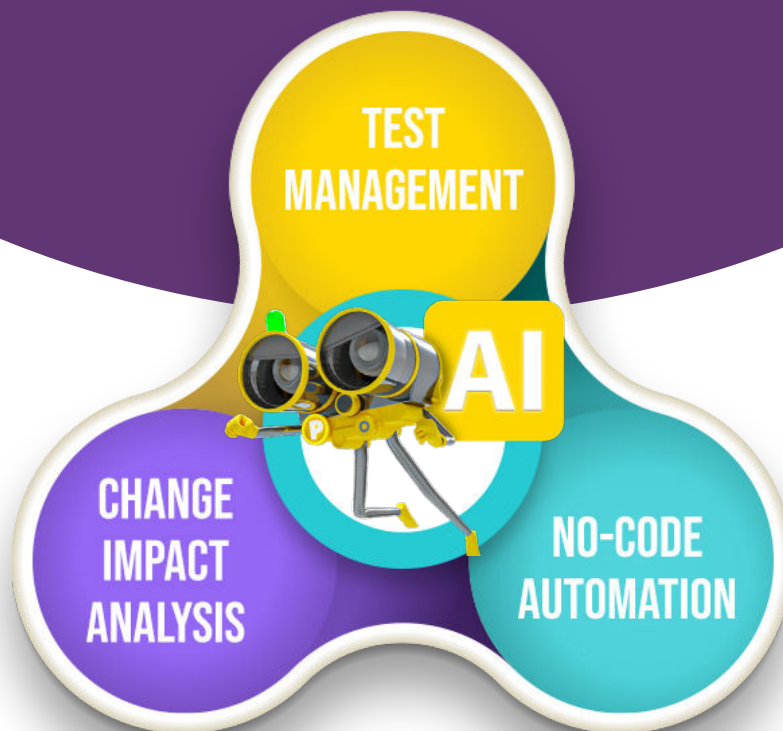 TEST
MANAGEMENT
AI
P
CHANGE
IMPACT
ANALYSIS
NO-CODE
AUTOMATION